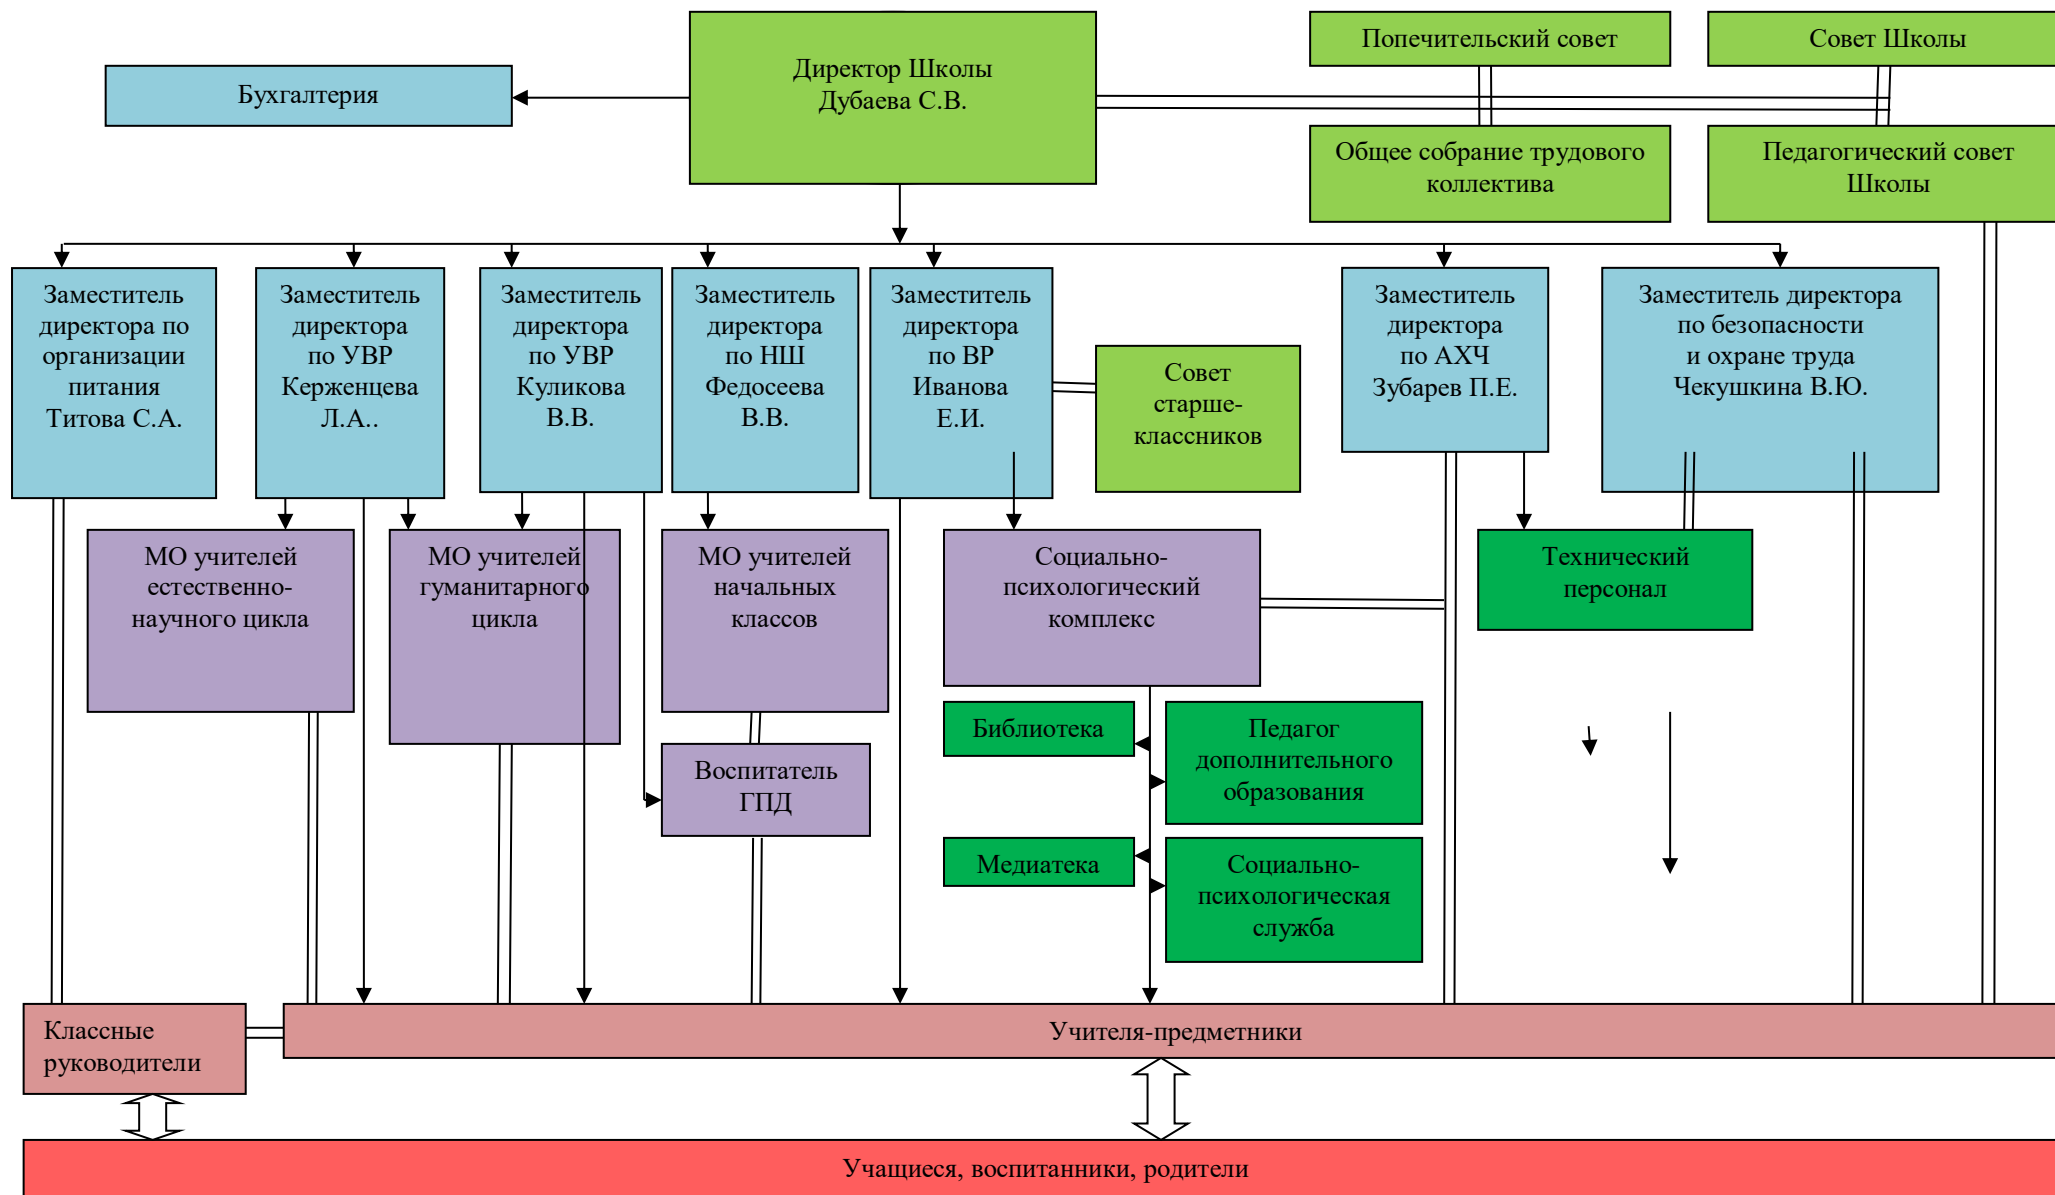 Директор Школы
Дубаева С.В.
Попечительский совет
Совет Школы
Бухгалтерия
Общее собрание трудового
коллектива
Педагогический совет
Школы
Заместитель
директора по
организации
питания
Титова С.А.
Заместитель
директора
по УВР
Керженцева
Л.А..
Заместитель
директора
по УВР
Куликова
В.В.
Заместитель
директора
по НШ
Федосеева
В.В.
Заместитель
директора
по ВР
Иванова
Е.И.
Совет
старше-
классников
Заместитель
директора
по АХЧ
Зубарев П.Е.
Заместитель директора
по безопасности
и охране труда
Чекушкина В.Ю.
МО учителей
естественно-
научного цикла
МО учителей
гуманитарного
цикла
МО учителей
начальных
классов
Социально-
психологический
комплекс
Технический
персонал
Воспитатель
ГПД
Библиотека
Педагог
дополнительного
образования
Медиатека
Социально-
психологическая
служба
Классные
руководители
Учителя-предметники
Учащиеся, воспитанники, родители